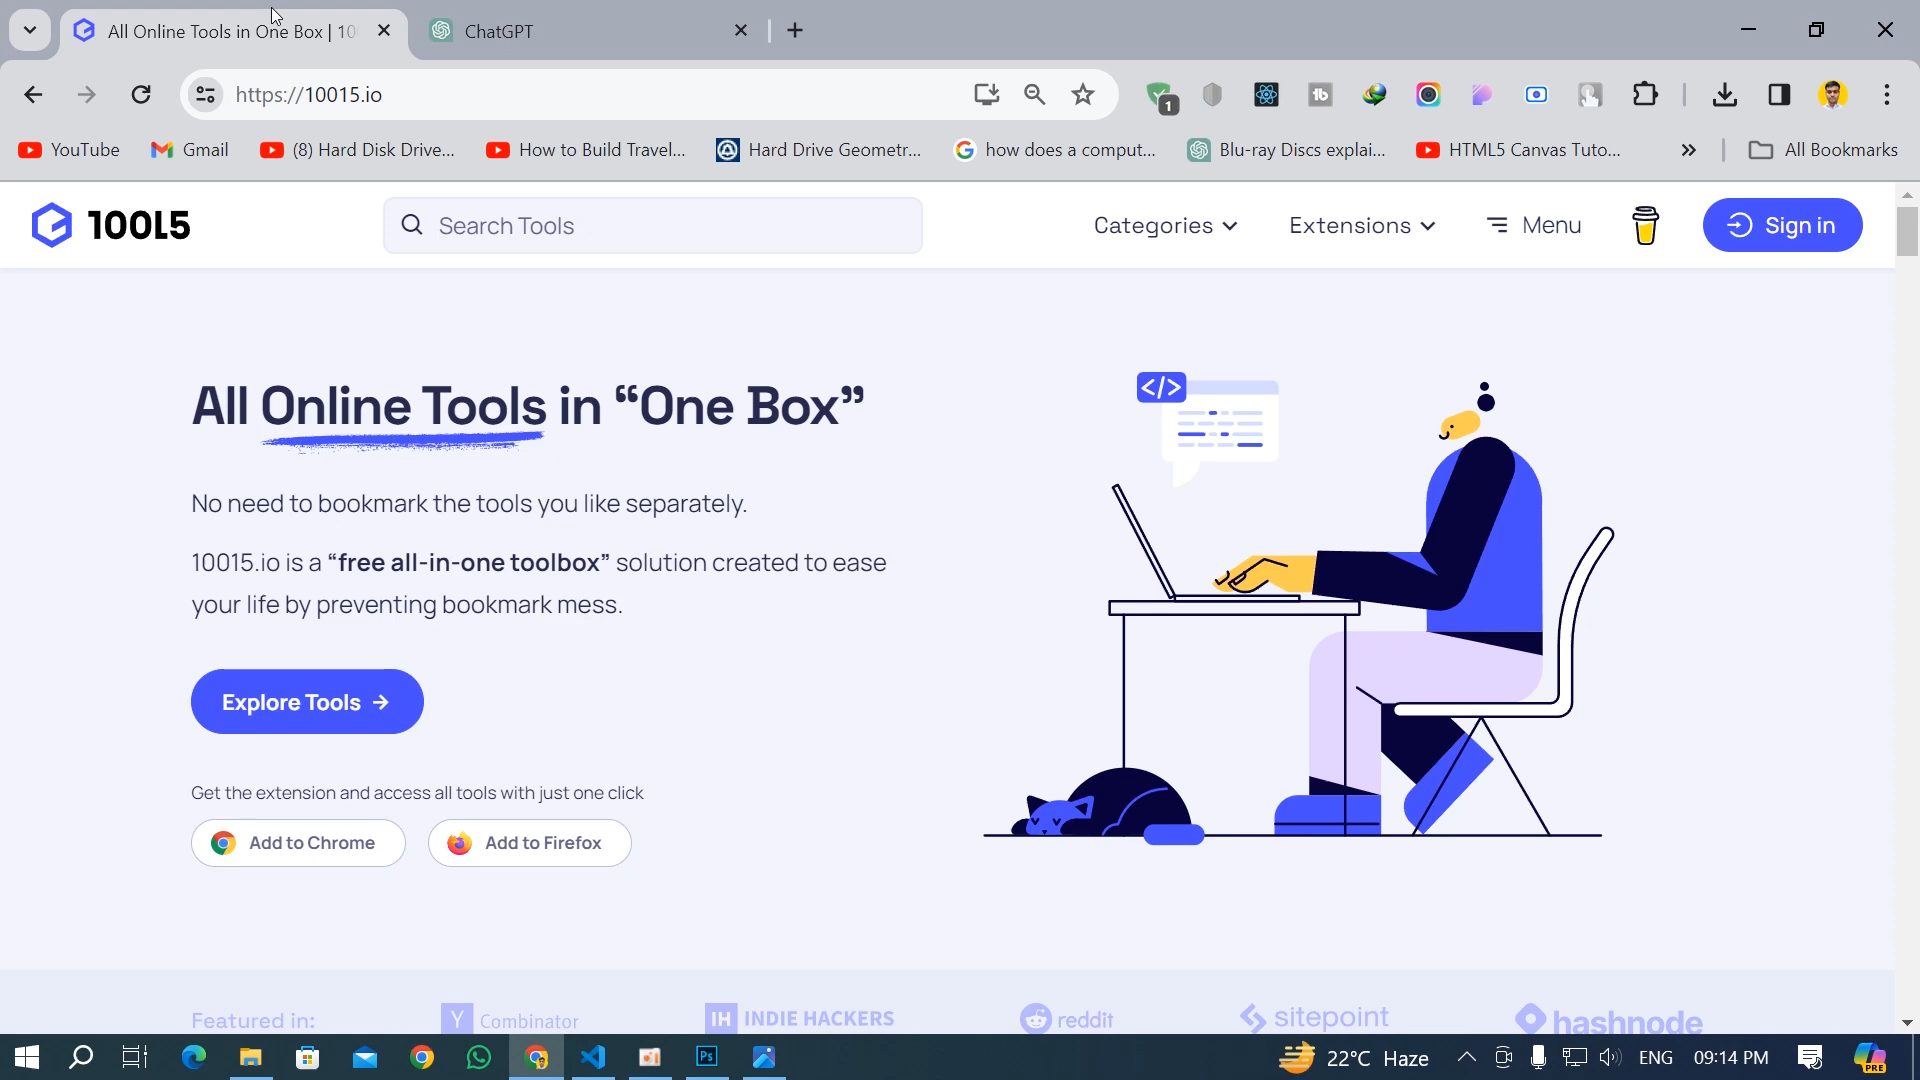 All Online Tools in One Box | 10
ChatGPT
https://10015.io
1
YouTube
Gmail
(8) Hard Disk Drive...
How to Build Travel...
Hard Drive Geometr...
how does a comput...
Blu-ray Discs explai...
HTML5 Canvas Tuto...
All Bookmarks
10015
Search Tools
Categories
Extensions
Menu
Sign in
All Online Tools in “One Box”
</>
No need to bookmark the tools you like separately.
10015.io is a “free all-in-one toolbox” solution created to ease
your life by preventing bookmark mess.
Explore Tools →
Get the extension and access all tools with just one click
Add to Chrome
Add to Firefox
Featured in:
Y Combinator
IH INDIE HACKERS
reddit
sitepoint
hashnode
Ps
22°C Haze
ENG
09:14 PM
PRE